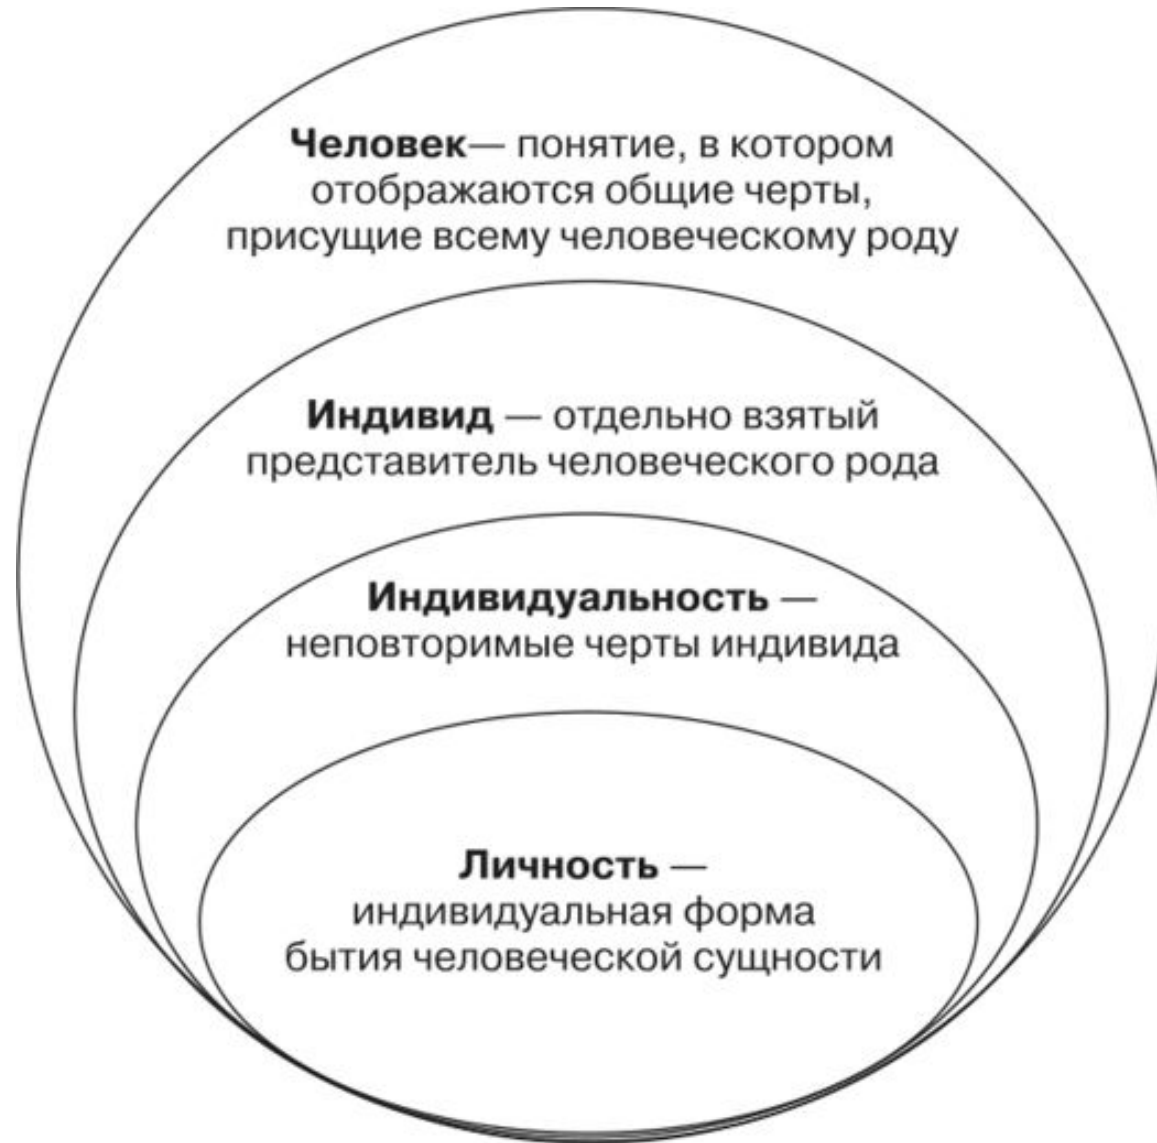 Человек— понятие, в котором
отображаются общие черты,
присущие всему человеческому роду
Индивид — отдельно взятый
представитель человеческого рода
Индивидуальность —
неповторимые черты индивида
Личность —
индивидуальная форма
бытия человеческой сущности